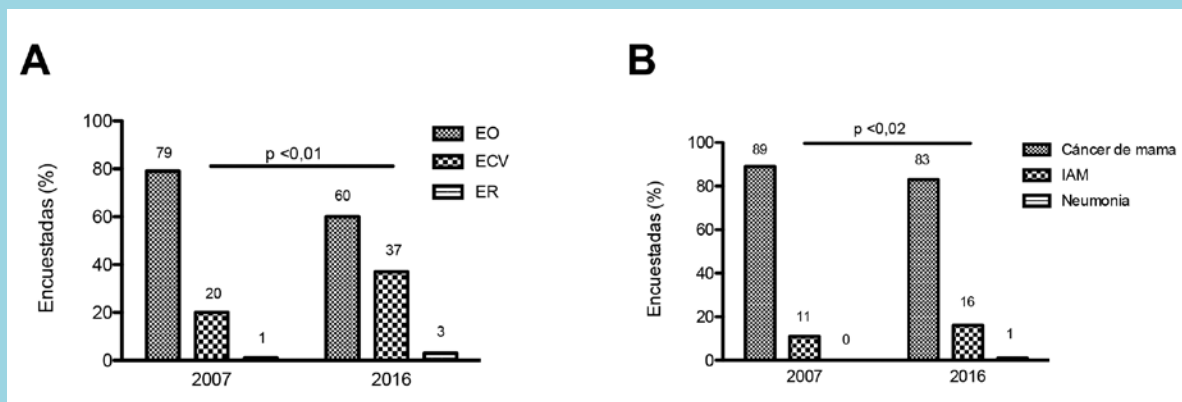 A
Encuestadas (%)
100
80
60
40
20
0
79
20
1
60
37
3
p <0,01
2007
2016
EO
ECV
ER
B
Encuestadas (%)
100
80
60
40
20
0
89
11
0
83
16
1
p <0,02
2007
2016
Cáncer de mama
IAM
Neumonia